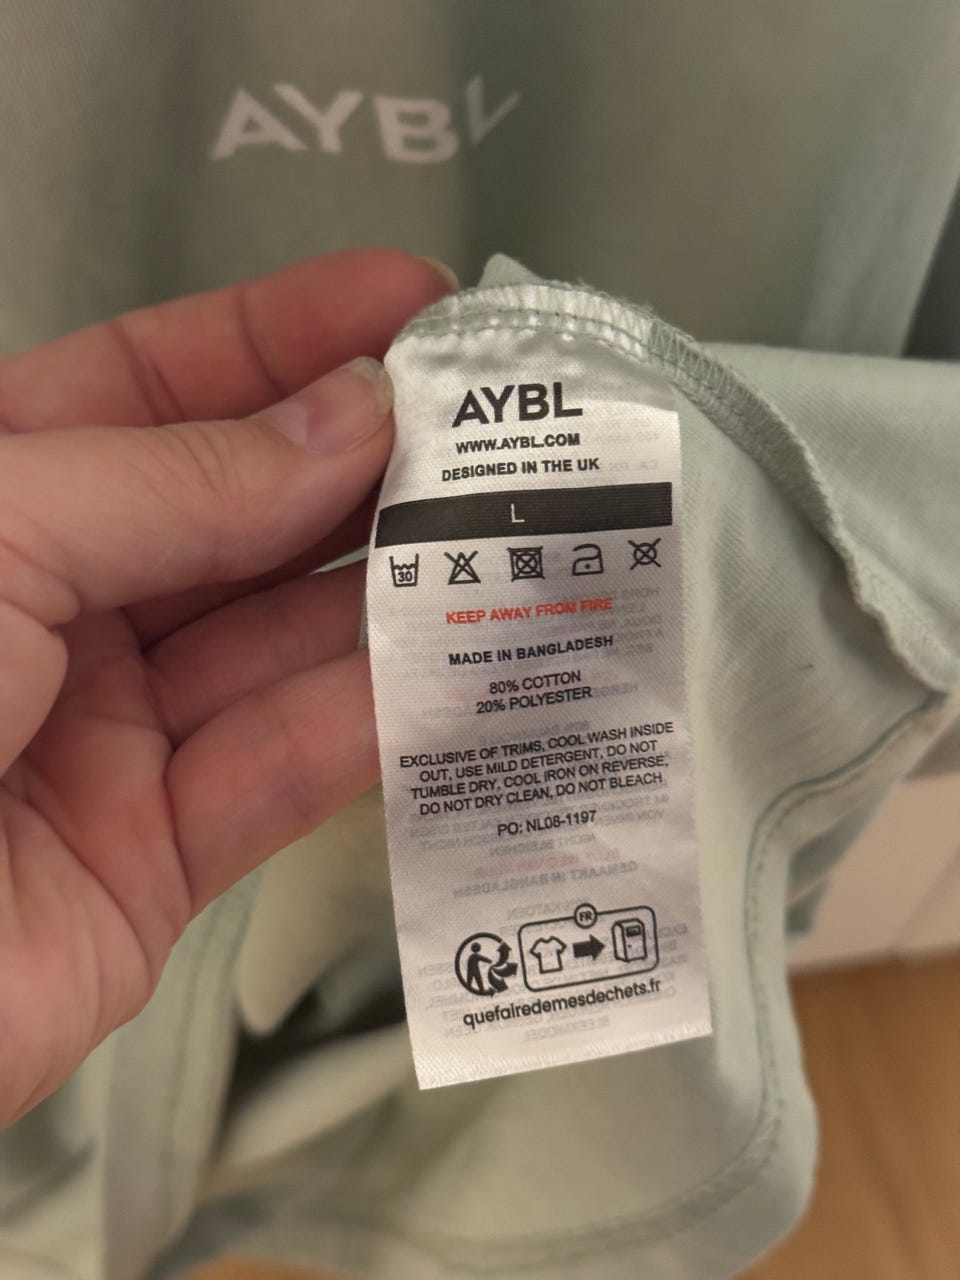 AYBL
AYBL
WWW.AYBL.COM
DESIGNED IN THE UK
L
30
KEEP AWAY FROM FIRE
MADE IN BANGLADESH
80% COTTON
20% POLYESTER
EXCLUSIVE OF TRIMS, COOL WASH INSIDE
OUT, USE MILD DETERGENT, DO NOT
TUMBLE DRY, COOL IRON ON REVERSE,
DO NOT DRY CLEAN, DO NOT BLEACH
PO: NL08-1197
FR
quefairedemesdechets.fr